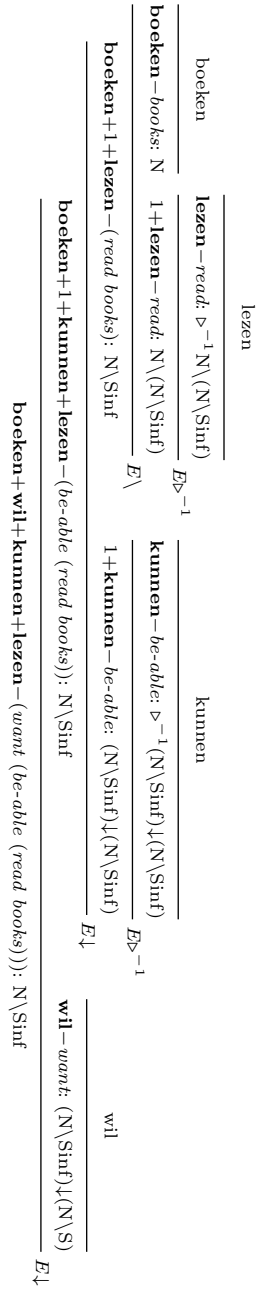 lezen
boeken
lezen−read: ▷⁻¹N\(N\Sinf)
E▷⁻¹
kunnen
boeken−books: N
1+lezen−read: N\(N\Sinf)
E\
kunnen−be-able: ▷⁻¹(N\Sinf)↓(N\Sinf)
E▷⁻¹
boeken+1+lezen−(read books): N\Sinf
1+kunnen−be-able: (N\Sinf)↓(N\Sinf)
E↓
wil
boeken+1+kunnen+lezen−(be-able (read books)): N\Sinf
wil−want: (N\Sinf)↓(N\S)
E↓
boeken+wil+kunnen+lezen−(want (be-able (read books))): N\Sinf